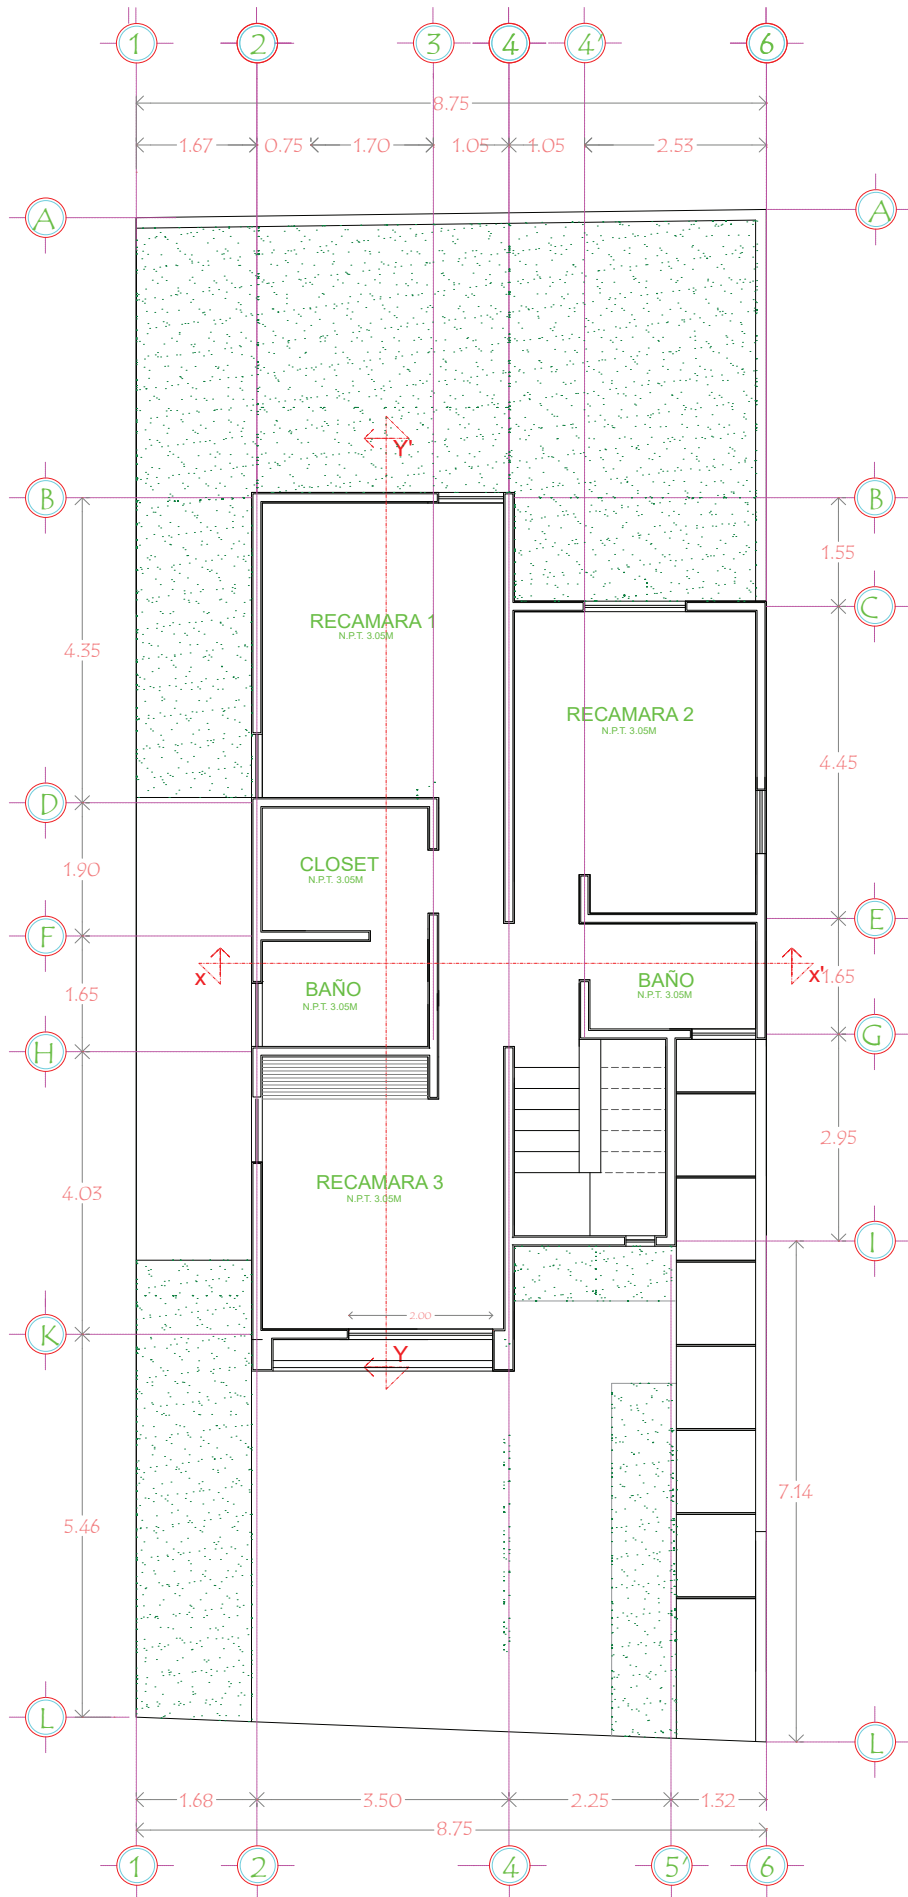 1 2 3 4 4' 6
8.75
1.67 0.75 1.70 1.05 1.05 2.53
A A
Y'
B B
1.55
C
RECAMARA 1
N.P.T. 3.05M
4.35
RECAMARA 2
N.P.T. 3.05M
4.45
D
CLOSET
N.P.T. 3.05M
1.90
E
F
X X'
1.65 1.65
BAÑO
N.P.T. 3.05M
BAÑO
N.P.T. 3.05M
G
H
2.95
RECAMARA 3
N.P.T. 3.05M
4.03
I
2.00
K
Y
7.14
5.46
L L
1.68 3.50 2.25 1.32
8.75
1 2 4 5' 6